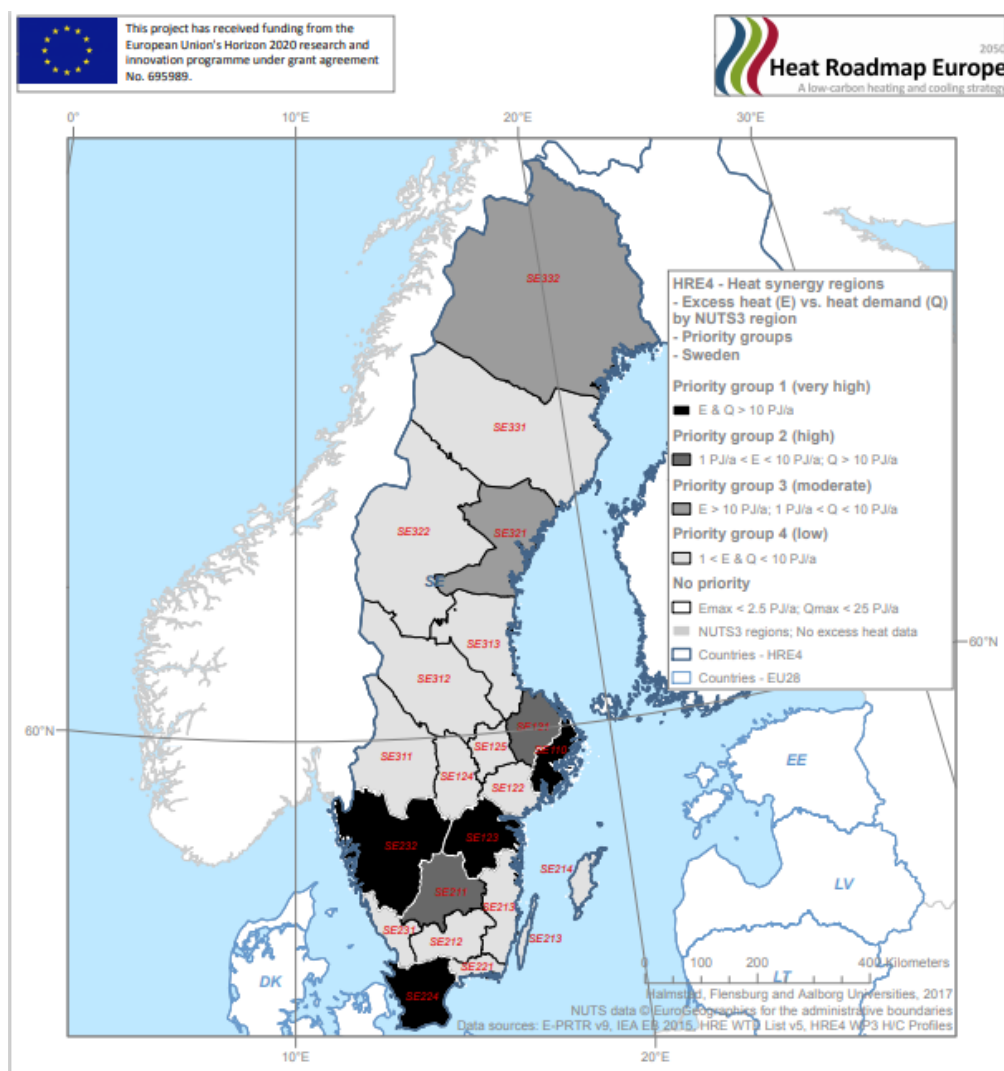 This project has received funding from the
European Union's Horizon 2020 research and
innovation programme under grant agreement
No. 695989.
2050
Heat Roadmap Europe
A low-carbon heating and cooling strategy
0°
10°E
20°E
30°E
HRE4 - Heat synergy regions
- Excess heat (E) vs. heat demand (Q)
by NUTS3 region
- Priority groups
- Sweden
Priority group 1 (very high)
E & Q > 10 PJ/a
Priority group 2 (high)
1 PJ/a < E < 10 PJ/a; Q > 10 PJ/a
Priority group 3 (moderate)
E > 10 PJ/a; 1 PJ/a < Q < 10 PJ/a
Priority group 4 (low)
1 < E & Q < 10 PJ/a
No priority
Emax < 2.5 PJ/a; Qmax < 25 PJ/a
NUTS3 regions; No excess heat data
Countries - HRE4
Countries - EU28
SE332
SE331
SE322
SE321
SE
SE313
60°N
SE312
60°N
SE121
SE110
SE311
SE125
SE124
SE122
EE
SE232
SE123
SE214
SE211
LV
SE213
SE231
SE212
SE213
SE221
DK
LT
SE224
0
100
200
400 Kilometers
Halmstad, Flensburg and Aalborg Universities, 2017
NUTS data © EuroGeographics for the administrative boundaries
Data sources: E-PRTR v9, IEA EB 2015, HRE WTD List v5, HRE4 WP3 H/C Profiles
10°E
20°E